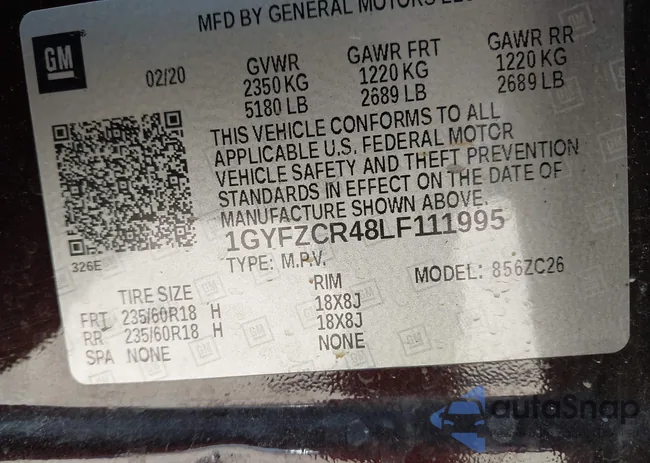 GM
MFD BY GENERAL MOTORS LLC
02/20
GVWR GAWR FRT GAWR RR
2350 KG 1220 KG 1220 KG
5180 LB 2689 LB 2689 LB
THIS VEHICLE CONFORMS TO ALL
APPLICABLE U.S. FEDERAL MOTOR
VEHICLE SAFETY AND THEFT PREVENTION
STANDARDS IN EFFECT ON THE DATE OF
MANUFACTURE SHOWN ABOVE.
1GYFZCR48LF111995
326E
TYPE: M.P.V. MODEL: 856ZC26
TIRE SIZE RIM
FRT 235/60R18 H 18X8J
RR 235/60R18 H 18X8J
SPA NONE NONE
autoSnap